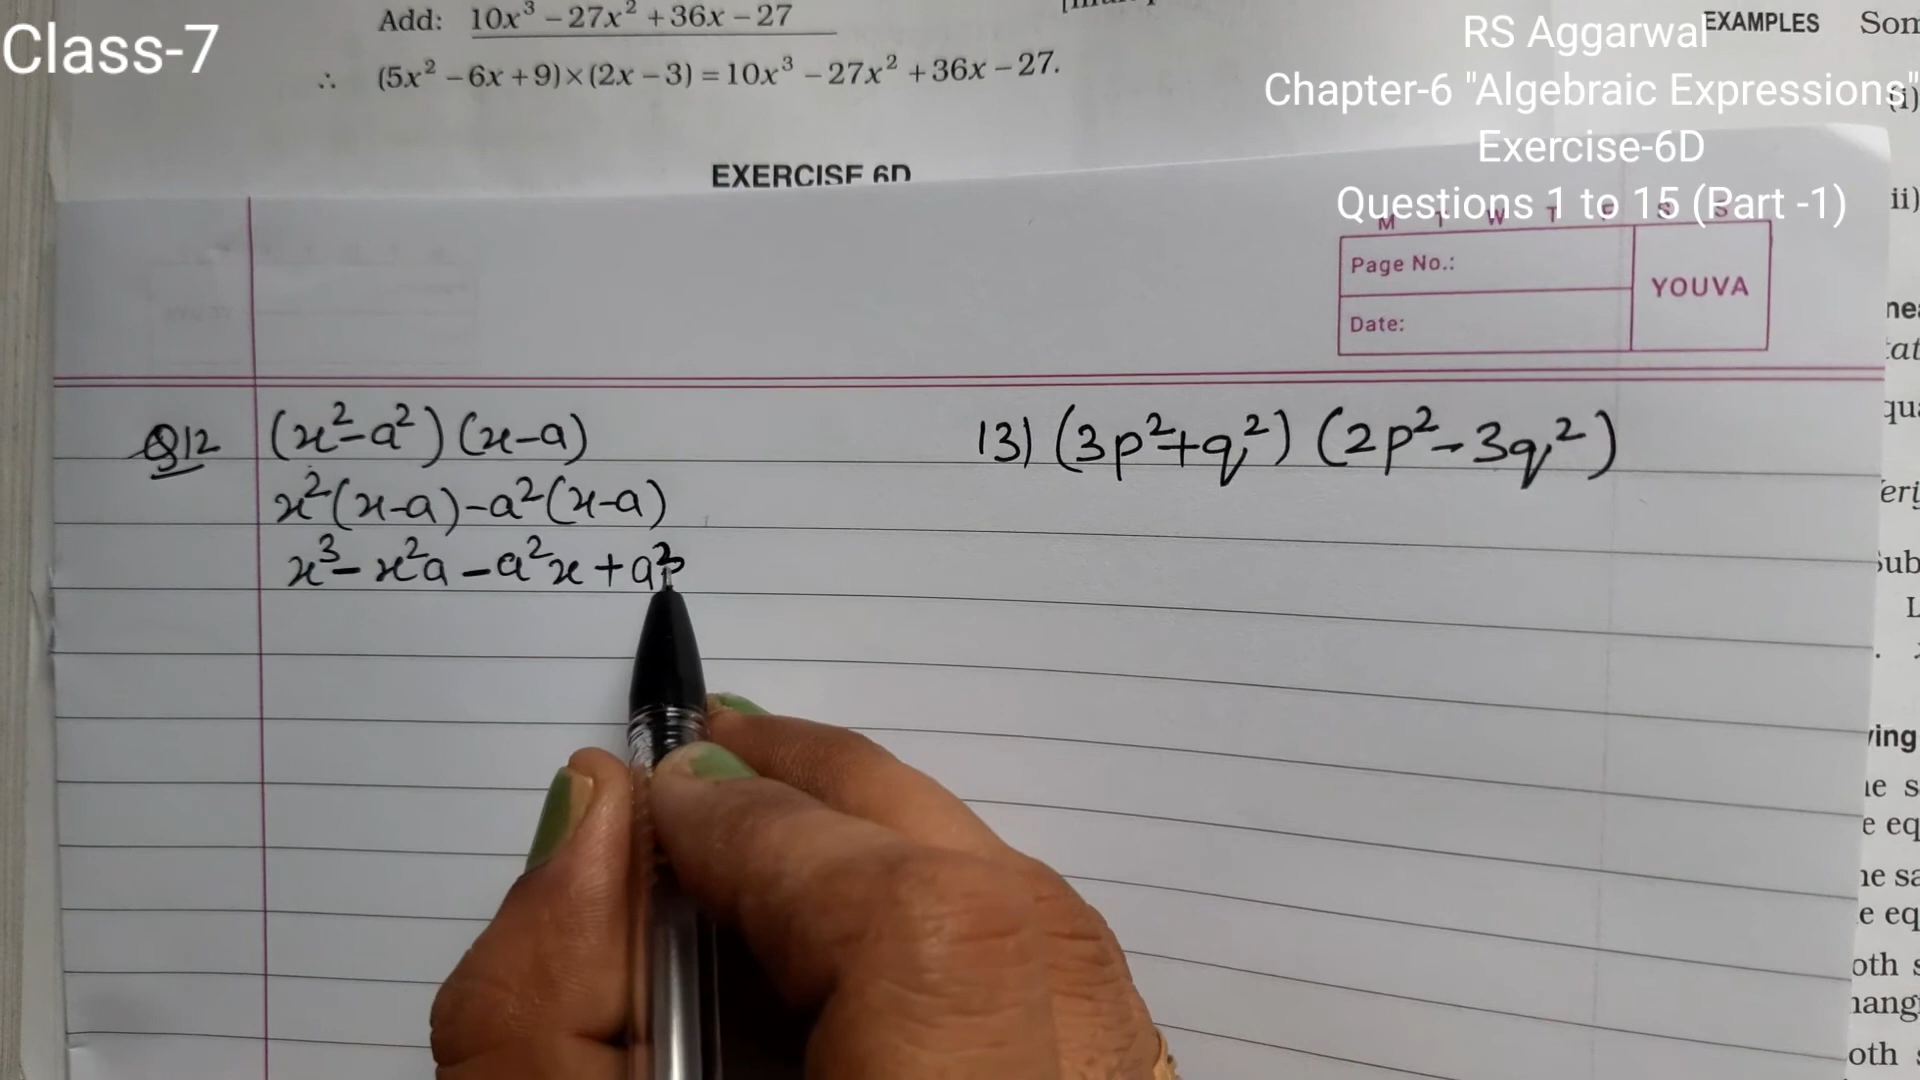 Class-7
Add: 10x³ – 27x² + 36x – 27
∴ (5x² – 6x + 9) × (2x – 3) = 10x³ – 27x² + 36x – 27.
EXERCISE 6D
RS Aggarwal
Chapter-6 "Algebraic Expressions"
Exercise-6D
Questions 1 to 15 (Part -1)
EXAMPLES Som
(i)
ii)
M T W T F S S
Page No.:
Date:
YOUVA
Q12 (x²-a²)(x-a)
x²(x-a)-a²(x-a)
x³-x²a-a²x+a³
13) (3p²+q²) (2p²-3q²)